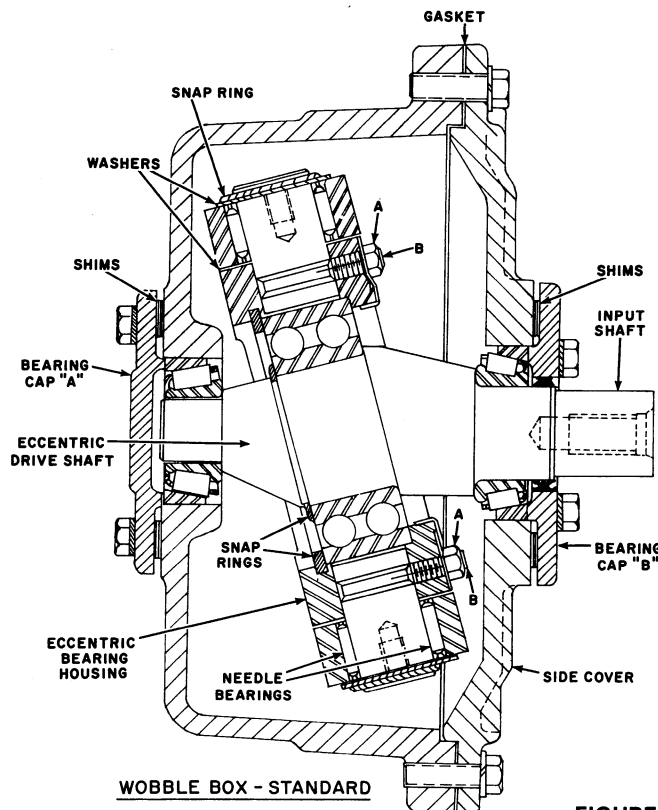 GASKET
SNAP RING
WASHERS
A
B
SHIMS
SHIMS
INPUT
SHAFT
BEARING
CAP "A"
ECCENTRIC
DRIVE SHAFT
A
SNAP
RINGS
BEARING
CAP "B"
B
ECCENTRIC
BEARING
HOUSING
NEEDLE
BEARINGS
SIDE COVER
WOBBLE BOX - STANDARD
FIGURE